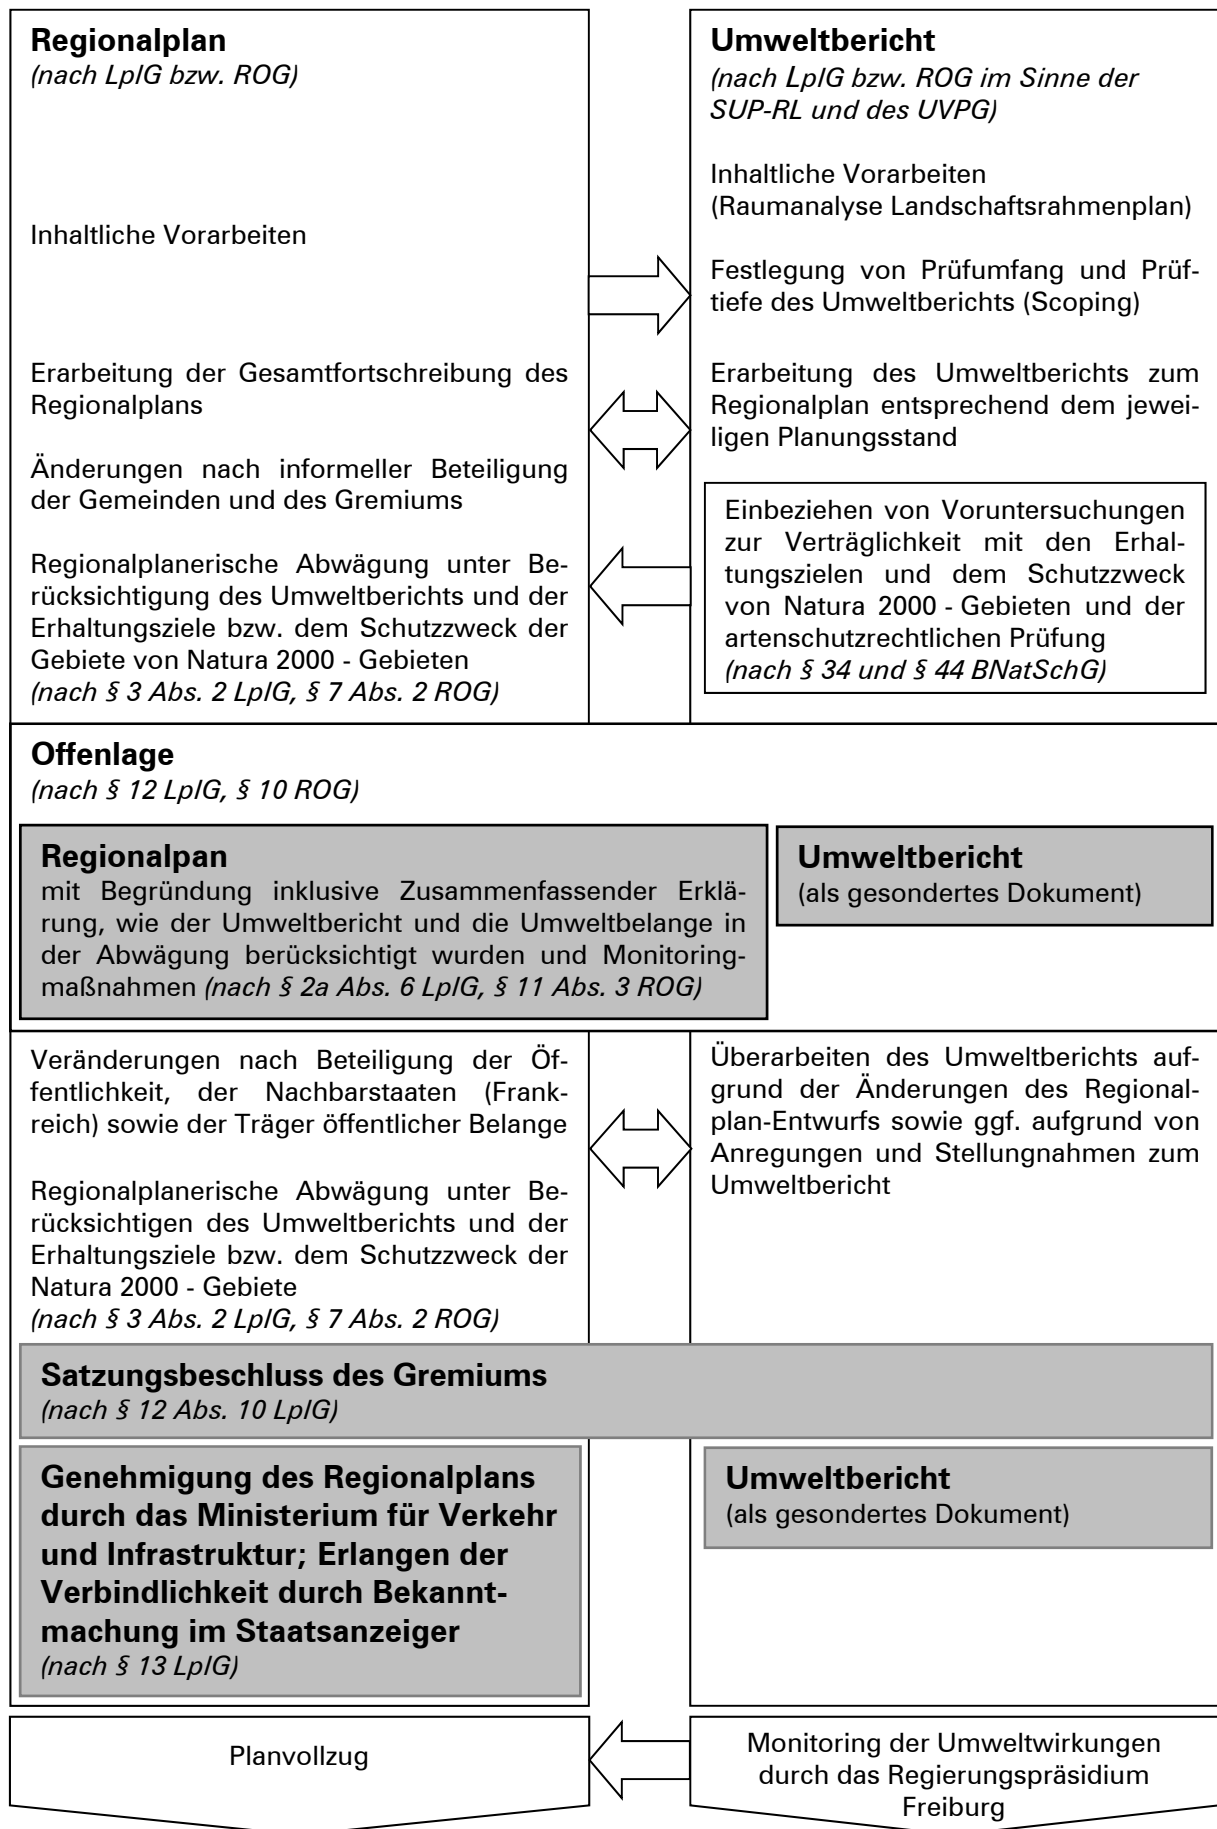 Regionalplan
(nach LplG bzw. ROG)
Inhaltliche Vorarbeiten
Erarbeitung der Gesamtfortschreibung des
Regionalplans
Änderungen nach informeller Beteiligung
der Gemeinden und des Gremiums
Regionalplanerische Abwägung unter Be-
rücksichtigung des Umweltberichts und der
Erhaltungsziele bzw. dem Schutzzweck der
Gebiete von Natura 2000 - Gebieten
(nach § 3 Abs. 2 LplG, § 7 Abs. 2 ROG)
Umweltbericht
(nach LplG bzw. ROG im Sinne der
SUP-RL und des UVPG)
Inhaltliche Vorarbeiten
(Raumanalyse Landschaftsrahmenplan)
Festlegung von Prüfumfang und Prüf-
tiefe des Umweltberichts (Scoping)
Erarbeitung des Umweltberichts zum
Regionalplan entsprechend dem jewei-
ligen Planungsstand
Einbeziehen von Voruntersuchungen
zur Verträglichkeit mit den Erhal-
tungszielen und dem Schutzzweck
von Natura 2000 - Gebieten und der
artenschutzrechtlichen Prüfung
(nach § 34 und § 44 BNatSchG)
Offenlage
(nach § 12 LplG, § 10 ROG)
Regionalpan
mit Begründung inklusive Zusammenfassender Erklä-
rung, wie der Umweltbericht und die Umweltbelange in
der Abwägung berücksichtigt wurden und Monitoring-
maßnahmen (nach § 2a Abs. 6 LplG, § 11 Abs. 3 ROG)
Umweltbericht
(als gesondertes Dokument)
Veränderungen nach Beteiligung der Öf-
fentlichkeit, der Nachbarstaaten (Frank-
reich) sowie der Träger öffentlicher Belange
Regionalplanerische Abwägung unter Be-
rücksichtigen des Umweltberichts und der
Erhaltungsziele bzw. dem Schutzzweck der
Natura 2000 - Gebiete
(nach § 3 Abs. 2 LplG, § 7 Abs. 2 ROG)
Überarbeiten des Umweltberichts auf-
grund der Änderungen des Regional-
plan-Entwurfs sowie ggf. aufgrund von
Anregungen und Stellungnahmen zum
Umweltbericht
Satzungsbeschluss des Gremiums
(nach § 12 Abs. 10 LplG)
Genehmigung des Regionalplans
durch das Ministerium für Verkehr
und Infrastruktur; Erlangen der
Verbindlichkeit durch Bekannt-
machung im Staatsanzeiger
(nach § 13 LplG)
Umweltbericht
(als gesondertes Dokument)
Planvollzug
Monitoring der Umweltwirkungen
durch das Regierungspräsidium
Freiburg